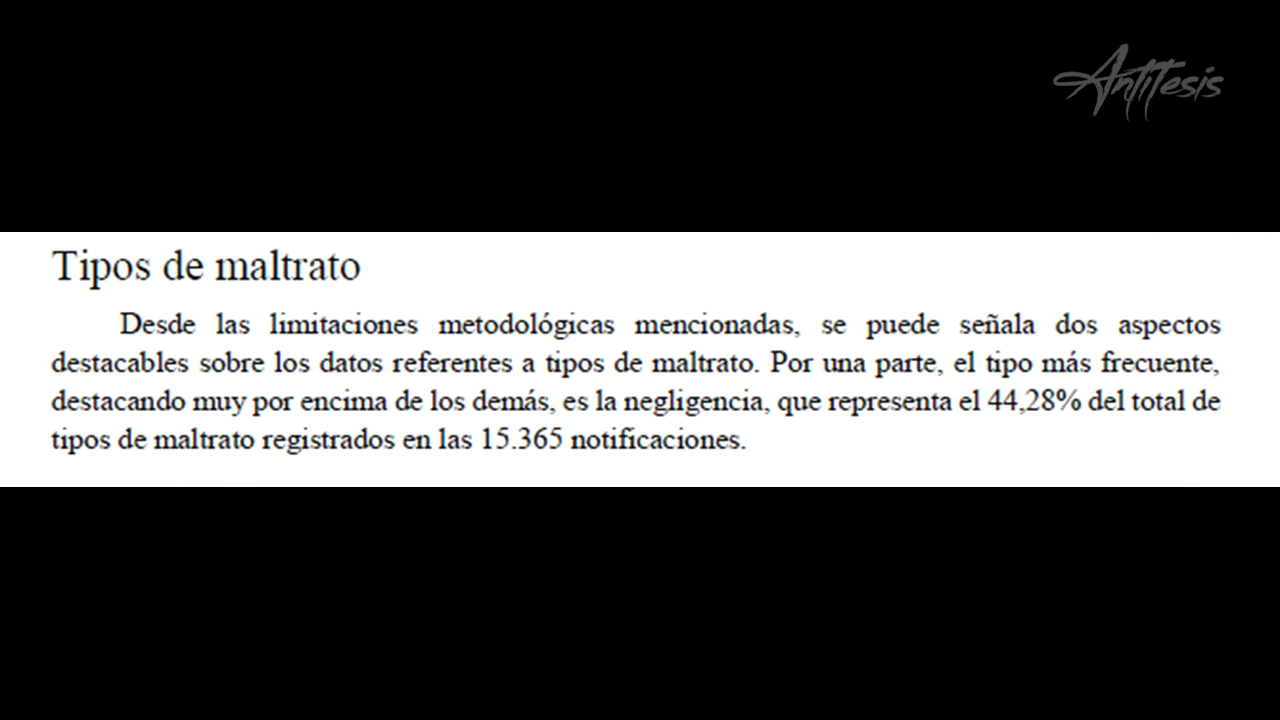 Antitesis
Tipos de maltrato
Desde las limitaciones metodológicas mencionadas, se puede señala dos aspectos
destacables sobre los datos referentes a tipos de maltrato. Por una parte, el tipo más frecuente,
destacando muy por encima de los demás, es la negligencia, que representa el 44,28% del total de
tipos de maltrato registrados en las 15.365 notificaciones.